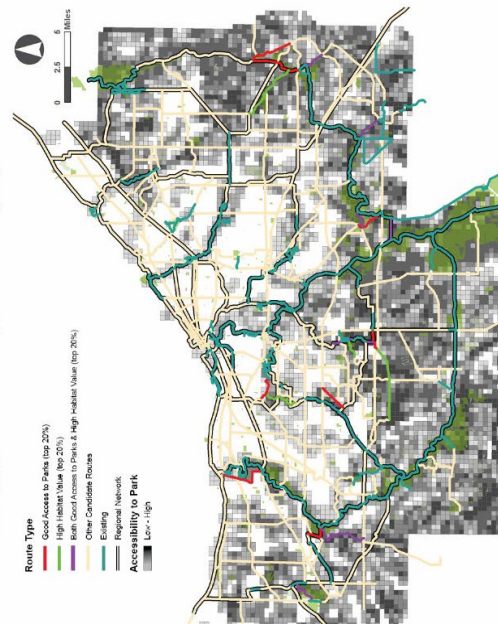 0 2.5 5 Miles
Route Type
Good Access to Parks (top 20%)
High Habitat Value (top 20%)
Both Good Access to Parks & High Habitat Value (top 20%)
Other Candidate Routes
Existing
Regional Network
Accessibility to Park
Low - High